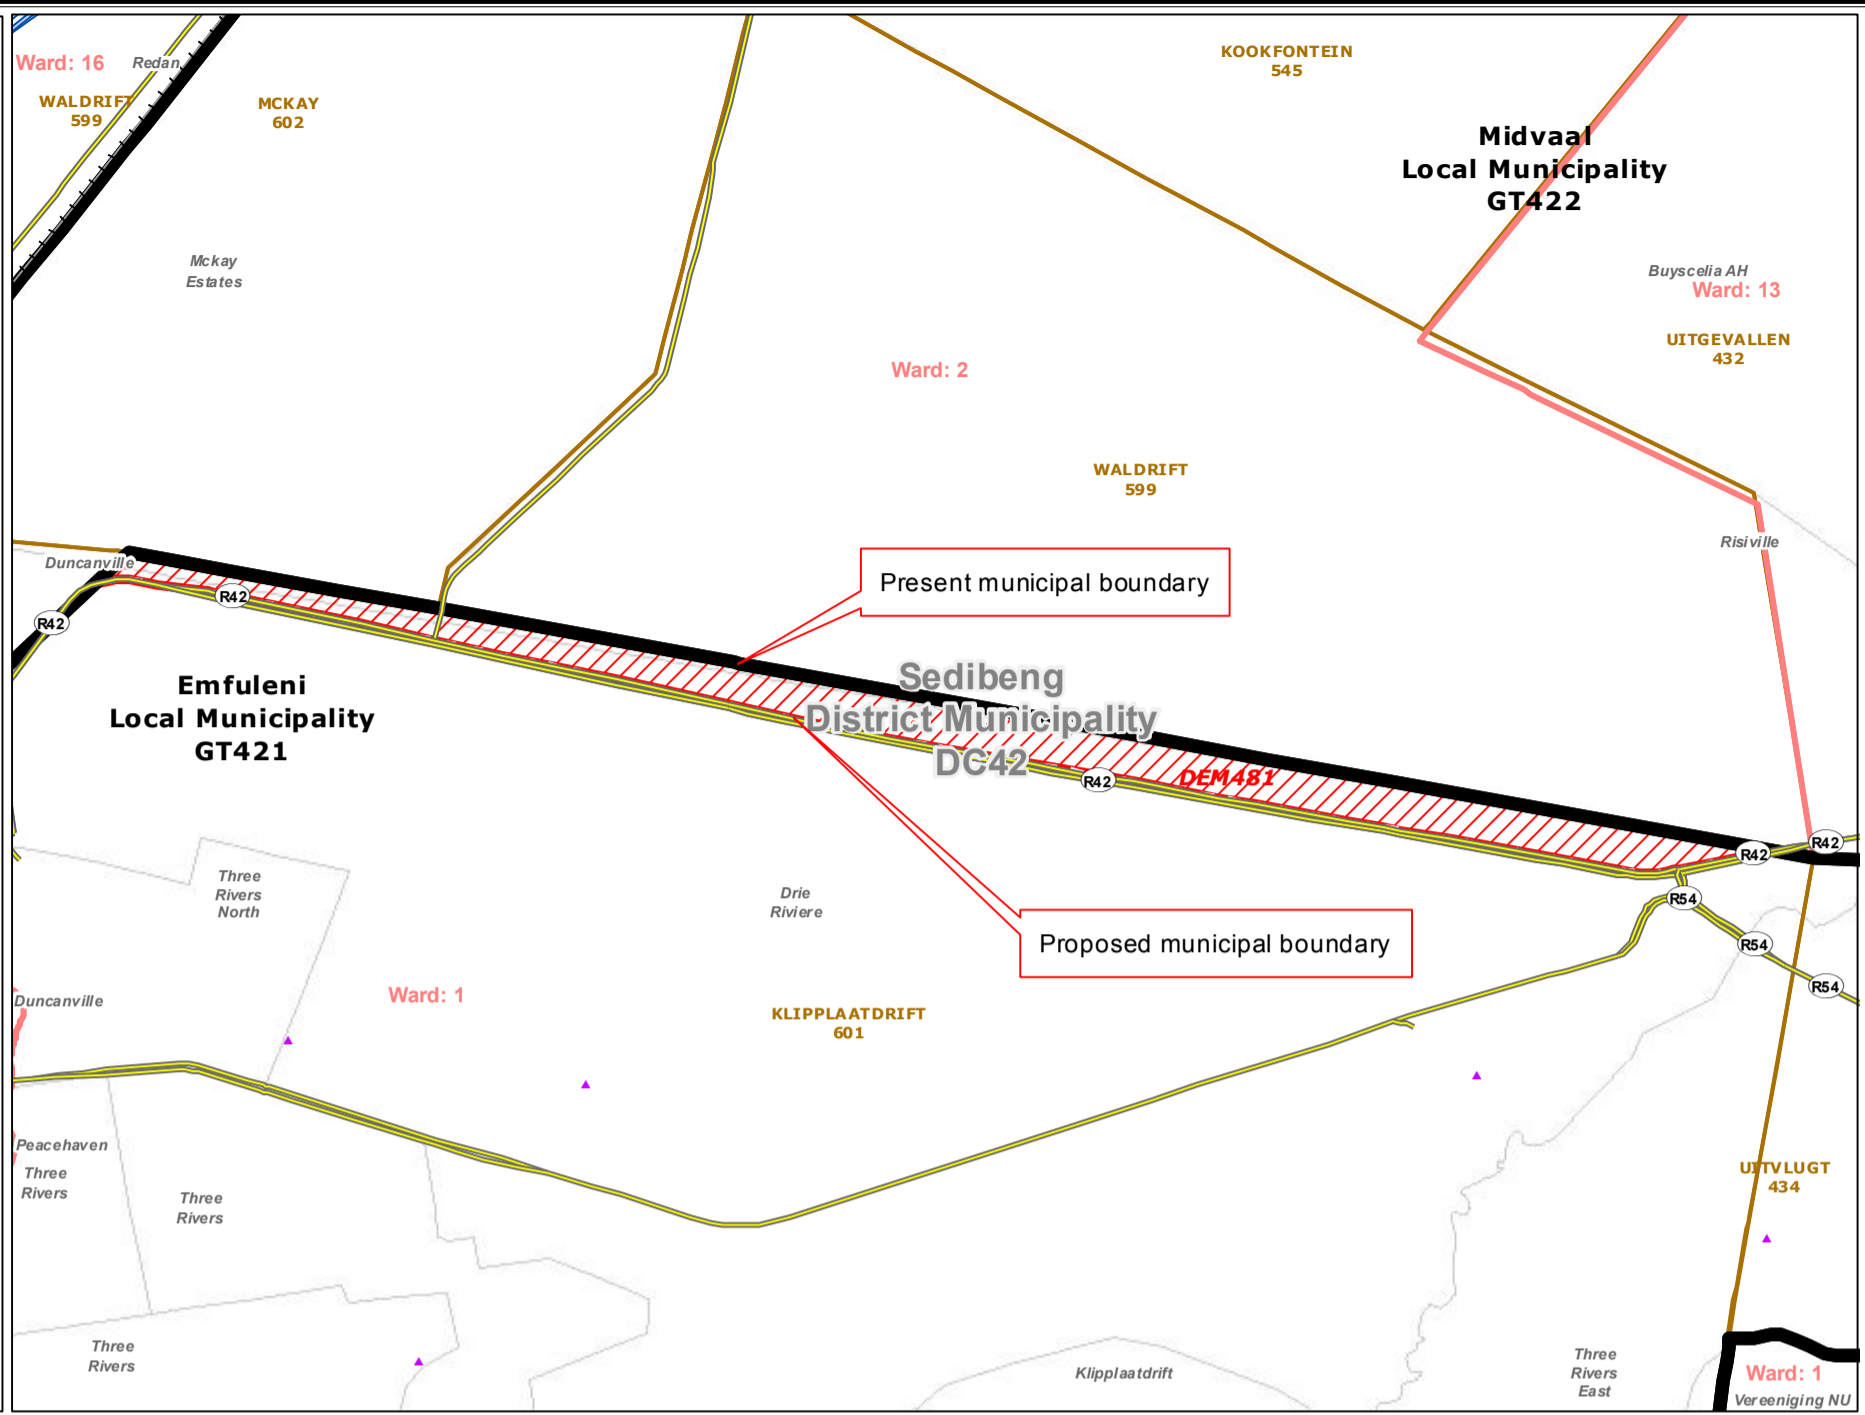 Ward: 16
Redan
WALDRIFT
599
MCKAY
602
KOOKFONTEIN
545
Midvaal
Local Municipality
GT422
Mckay
Estates
Buyscelia AH
Ward: 13
UITGEVALLEN
432
Ward: 2
WALDRIFT
599
Risiville
Duncanville
R42
R42
Present municipal boundary
Emfuleni
Local Municipality
GT421
Sedibeng
District Municipality
DC42
R42
DEM481
R42
R42
R54
R54
R54
Three
Rivers
North
Drie
Riviere
Proposed municipal boundary
Duncanville
Ward: 1
KLIPPLAATDRIFT
601
Peacehaven
Three
Rivers
Three
Rivers
UITVLUGT
434
Three
Rivers
Klipplaatdrift
Three
Rivers
East
Ward: 1
Vereeniging NU